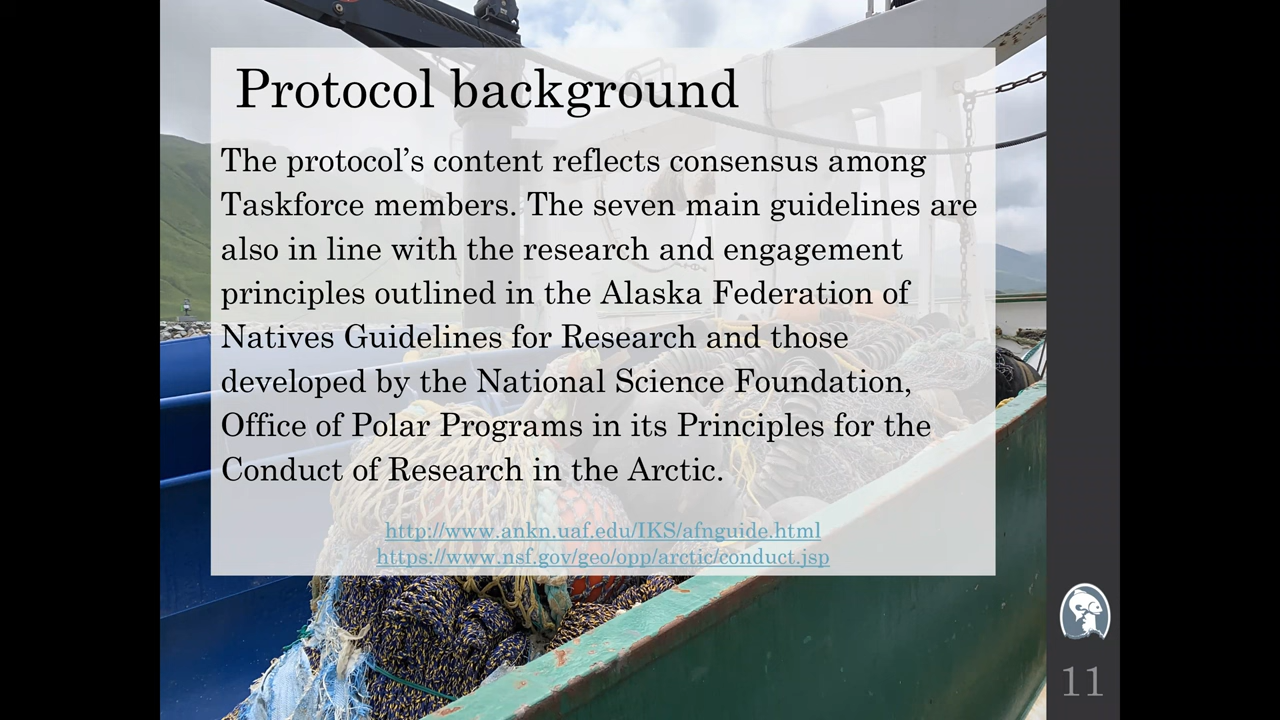 Protocol background
The protocol’s content reflects consensus among
Taskforce members. The seven main guidelines are
also in line with the research and engagement
principles outlined in the Alaska Federation of
Natives Guidelines for Research and those
developed by the National Science Foundation,
Office of Polar Programs in its Principles for the
Conduct of Research in the Arctic.
http://www.ankn.uaf.edu/IKS/afnguide.html
https://www.nsf.gov/geo/opp/arctic/conduct.jsp
11